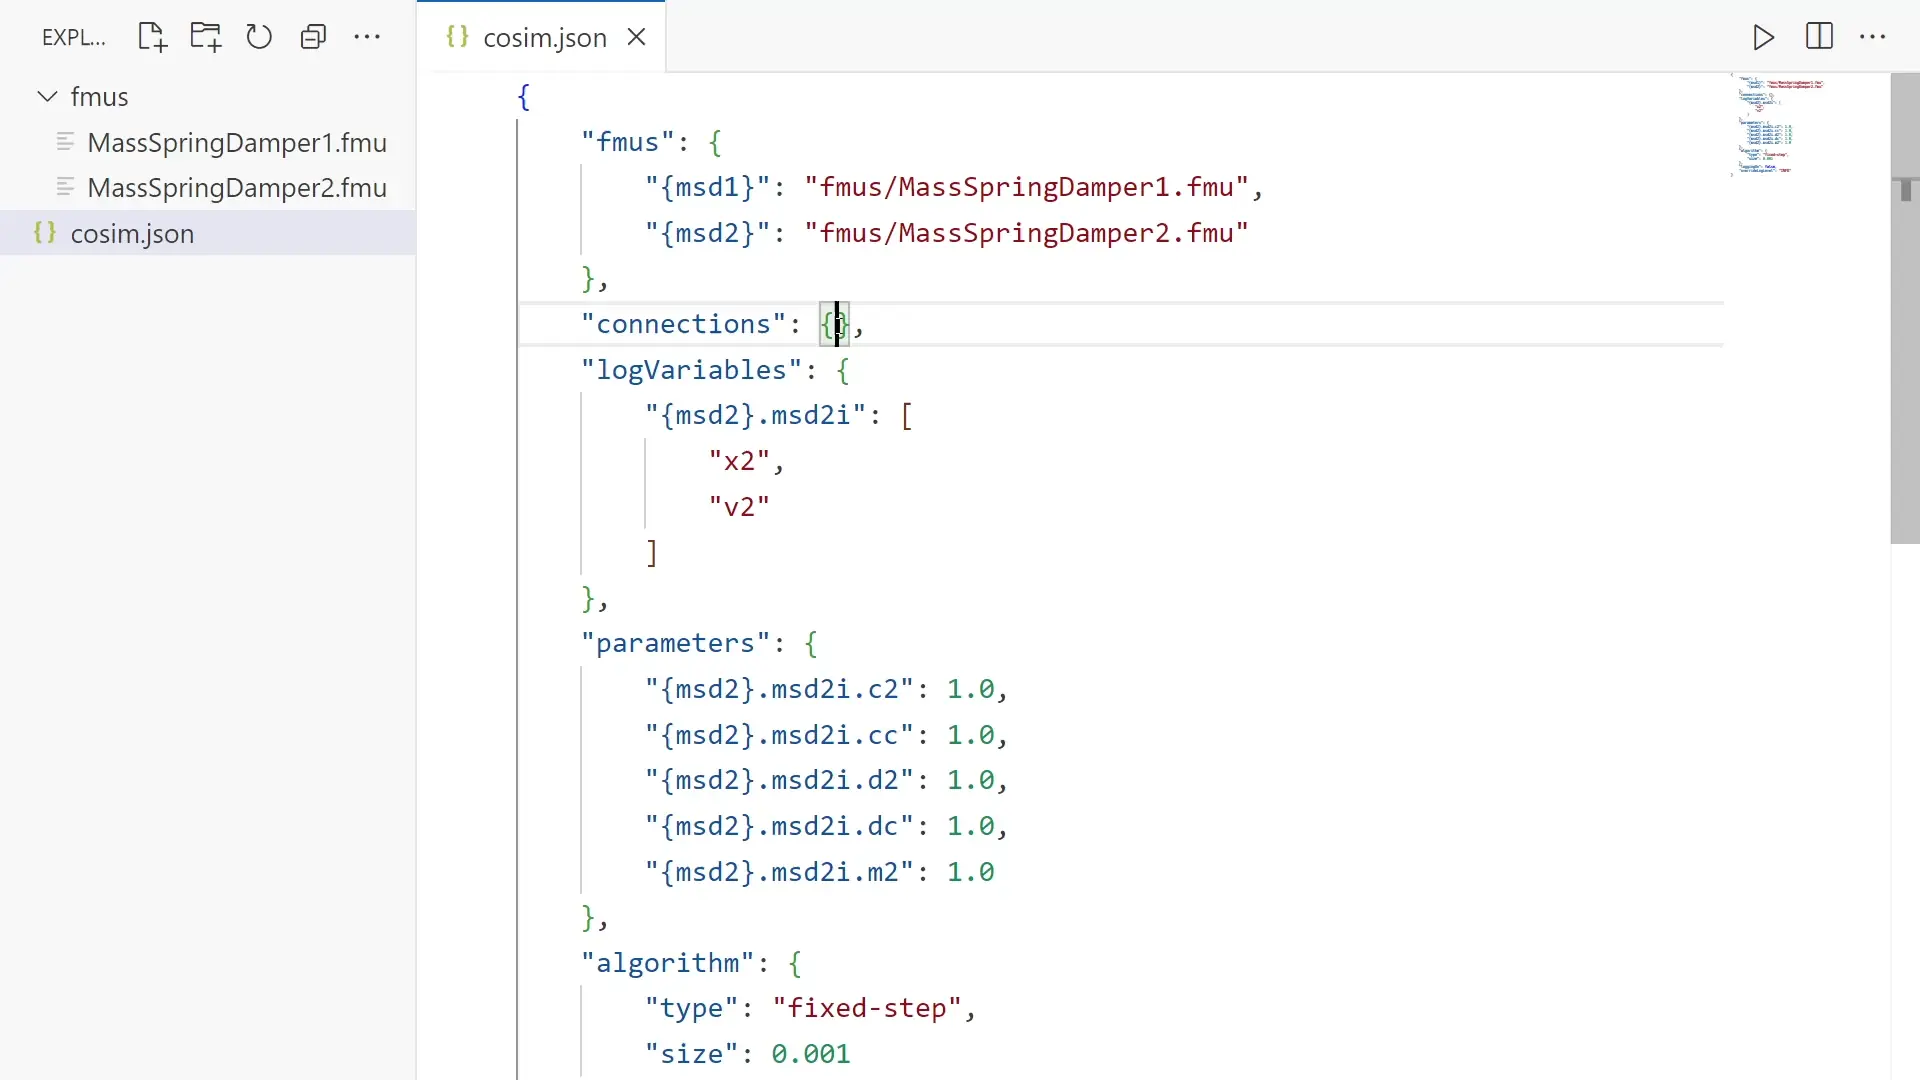 EXPL...
fmus
MassSpringDamper1.fmu
MassSpringDamper2.fmu
{} cosim.json
{} cosim.json
{
"fmus": {
"{msd1}": "fmus/MassSpringDamper1.fmu",
"{msd2}": "fmus/MassSpringDamper2.fmu"
},
"connections": {},
"logVariables": {
"{msd2}.msd2i": [
"x2",
"v2"
]
},
"parameters": {
"{msd2}.msd2i.c2": 1.0,
"{msd2}.msd2i.cc": 1.0,
"{msd2}.msd2i.d2": 1.0,
"{msd2}.msd2i.dc": 1.0,
"{msd2}.msd2i.m2": 1.0
},
"algorithm": {
"type": "fixed-step",
"size": 0.001